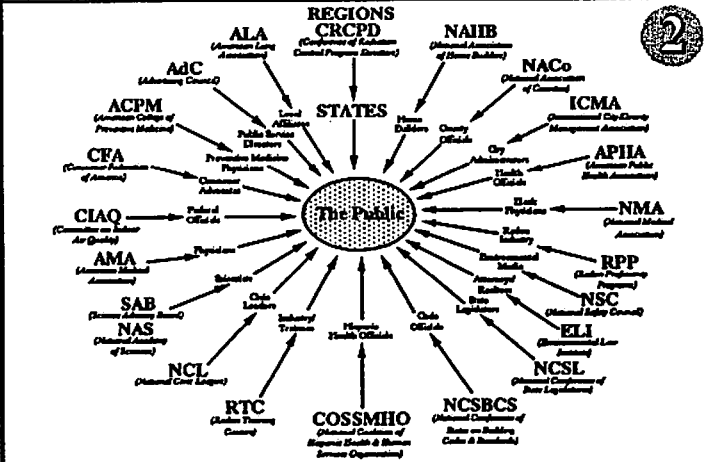 REGIONS
CRCPD
(Conference of Radiation
Control Program Directors)
STATES
NAHB
(National Association
of Home Builders)
Home
Builders
2
NACo
(National Association
of Counties)
County
Officials
ICMA
(International City/County
Management Association)
City
Administrators
APHA
(American Public
Health Association)
Health
Officials
NMA
(National Medical
Association)
Black
Physicians
RPP
(Radon Proficiency
Programs)
Radon
Industry
NSC
(National Safety Council)
Environmental
Media
ELI
(Environmental Law
Institute)
Attorneys/
Realtors
NCSL
(National Conference of
State Legislatures)
State
Legislators
NCSBCS
(National Conference of
States on Building
Codes & Standards)
Code
Officials
COSSMHO
(National Coalition of
Hispanic Health & Human
Services Organizations)
Hispanic
Health Officials
RTC
(Radon Training
Centers)
Industry/
Trainees
NCL
(National Civic League)
Civic
Leaders
SAB
(Science Advisory Board)
NAS
(National Academy
of Sciences)
Scientists
AMA
(American Medical
Association)
Physicians
CIAQ
(Committee on Indoor
Air Quality)
Federal
Officials
CFA
(Consumer Federation
of America)
Consumer
Advocates
ACPM
(American College of
Preventive Medicine)
Preventive Medicine
Physicians
AdC
(Advertising Council)
Public Service
Directors
ALA
(American Lung
Association)
Local
Affiliates
The Public